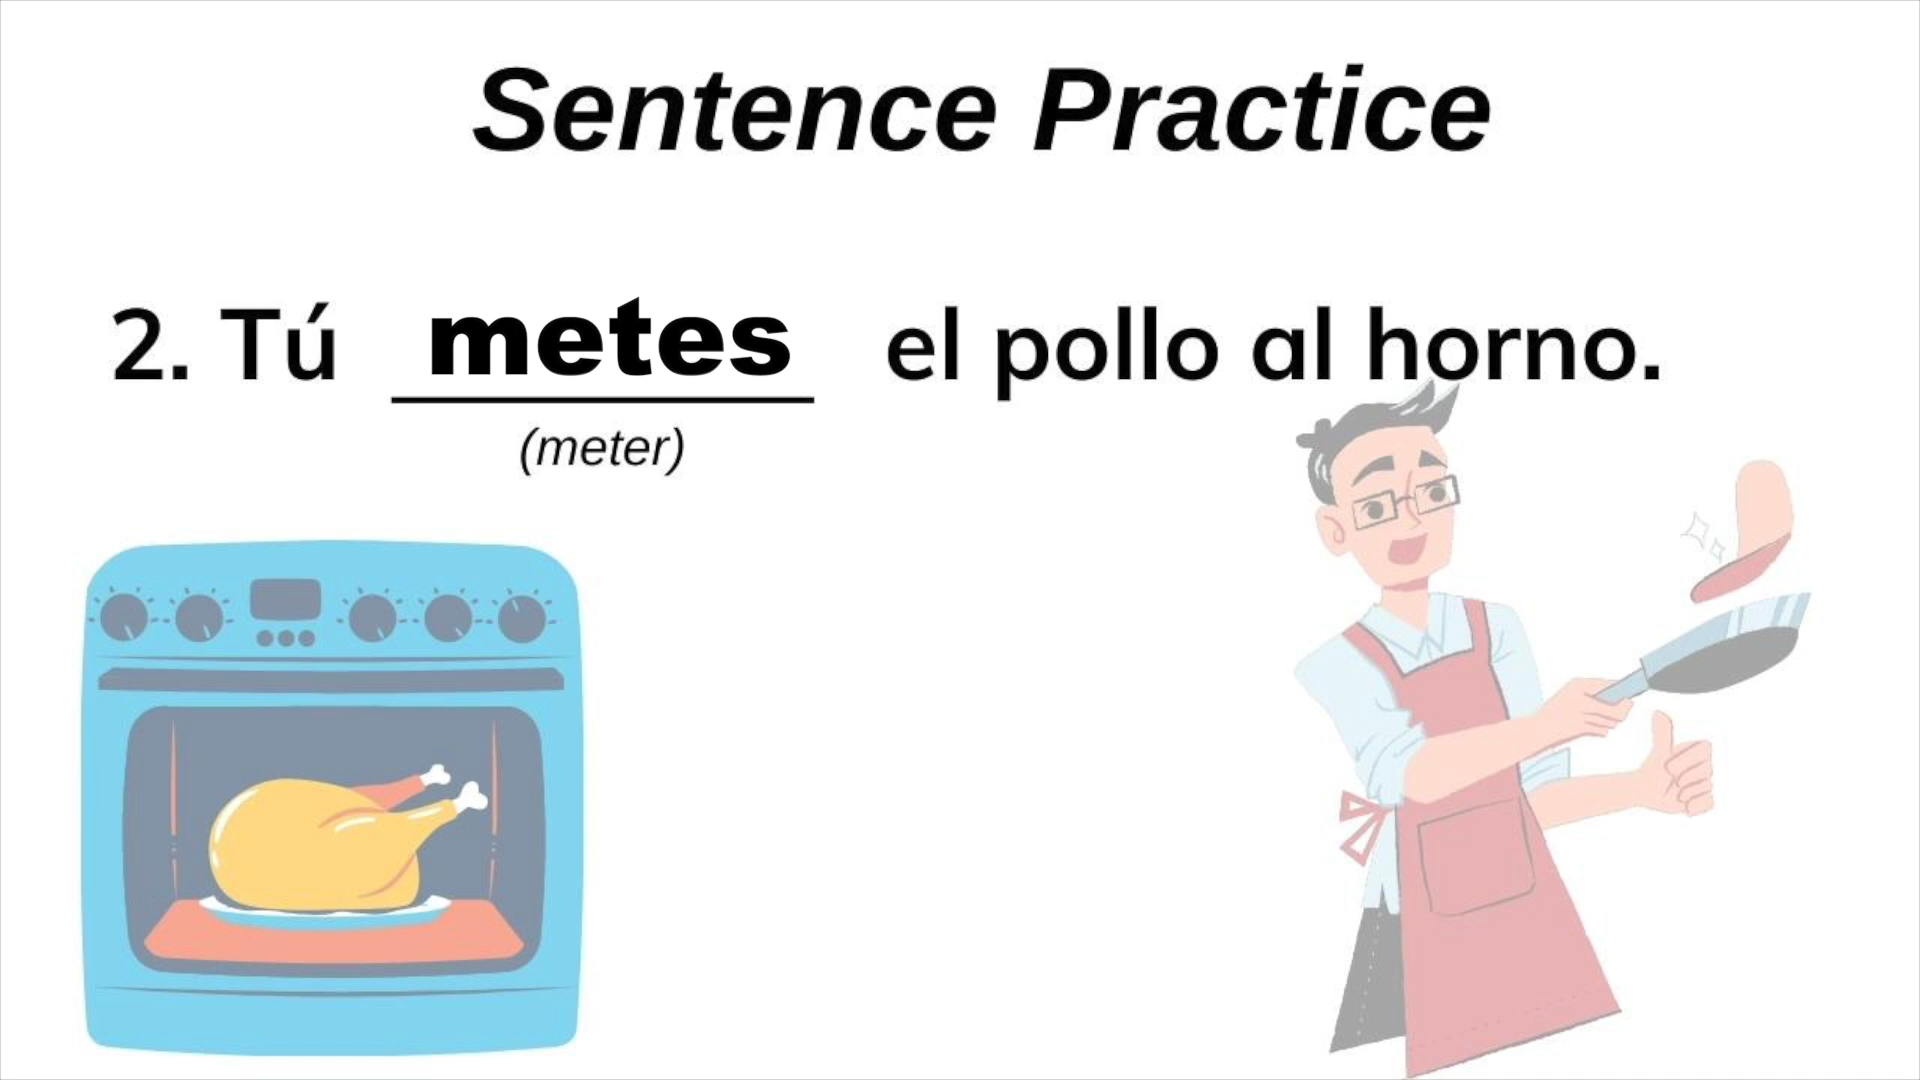 Sentence Practice
2. Tú metes el pollo al horno.
(meter)